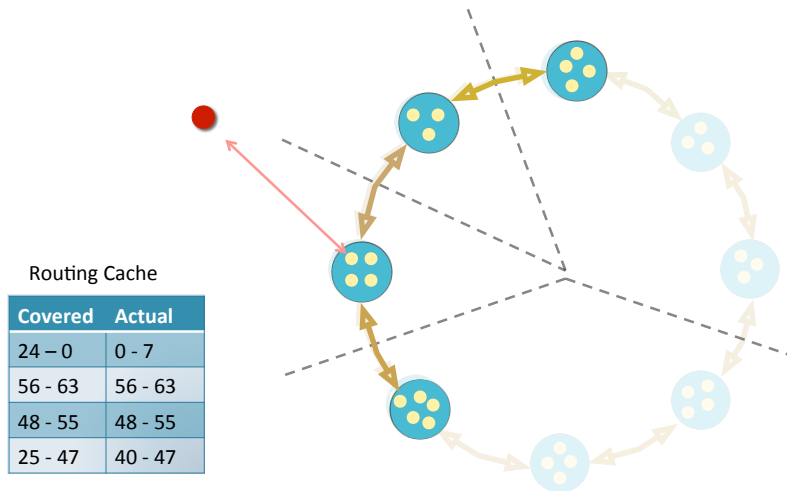 Routing Cache
Covered Actual
24 – 0 0 - 7
56 - 63 56 - 63
48 - 55 48 - 55
25 - 47 40 - 47